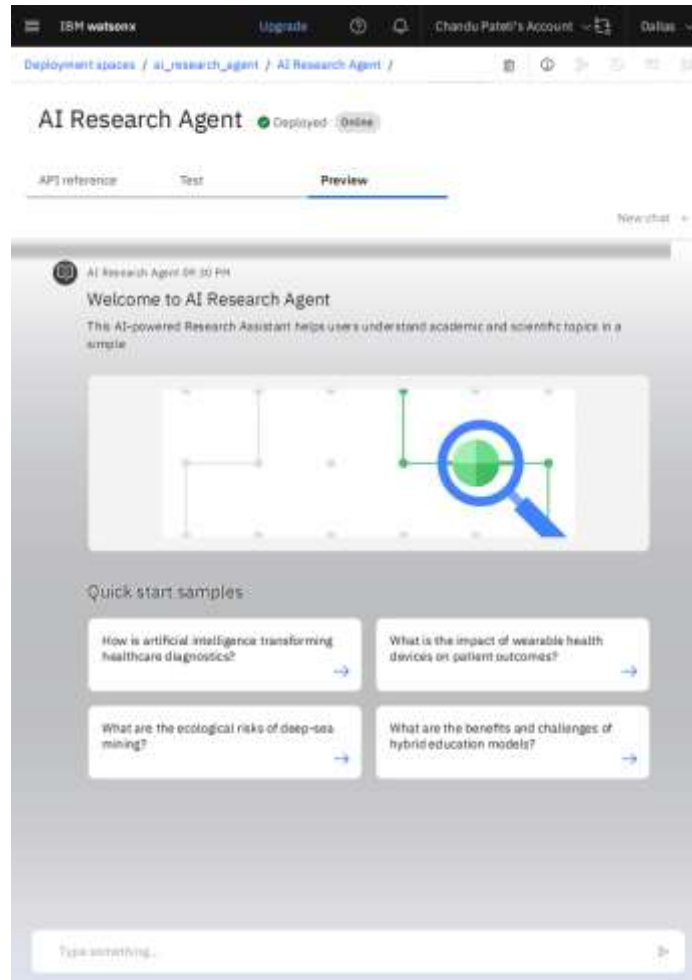 IBM watsonx Upgrade Chandu Pateti's Account Dallas
Deployment spaces / ai_research_agent / AI Research Agent /
AI Research Agent Deployed Online
API reference Test Preview
New chat +
AI Research Agent 09:30 PM
Welcome to AI Research Agent
This AI-powered Research Assistant helps users understand academic and scientific topics in a
simple
Quick start samples
How is artificial intelligence transforming
healthcare diagnostics?
What is the impact of wearable health
devices on patient outcomes?
What are the ecological risks of deep-sea
mining?
What are the benefits and challenges of
hybrid education models?
Type something...